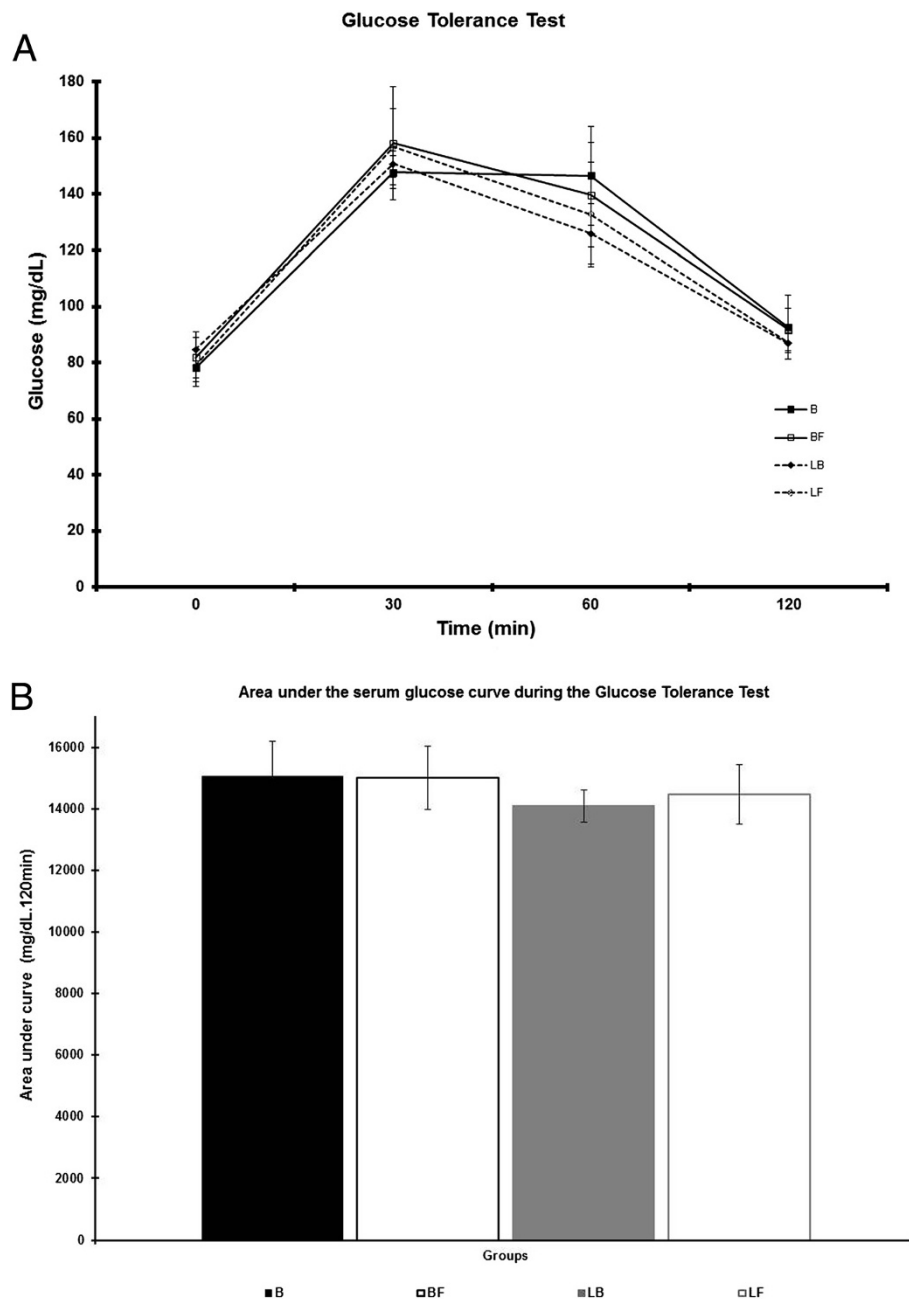 Glucose Tolerance Test
A
180
160
140
120
100
80
60
40
20
0
Glucose (mg/dL)
B
BF
LB
LF
0 30 60 120
Time (min)
B
Area under the serum glucose curve during the Glucose Tolerance Test
16000
14000
12000
10000
8000
6000
4000
2000
0
Area under curve (mg/dL.120min)
Groups
B BF LB LF